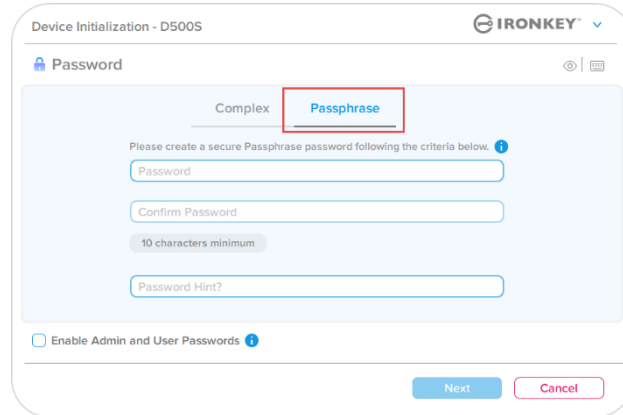 Device Initialization - D500S
IRONKEY™
Password
Complex
Passphrase
Please create a secure Passphrase password following the criteria below.
Password
Confirm Password
10 characters minimum
Password Hint?
Enable Admin and User Passwords
Next
Cancel